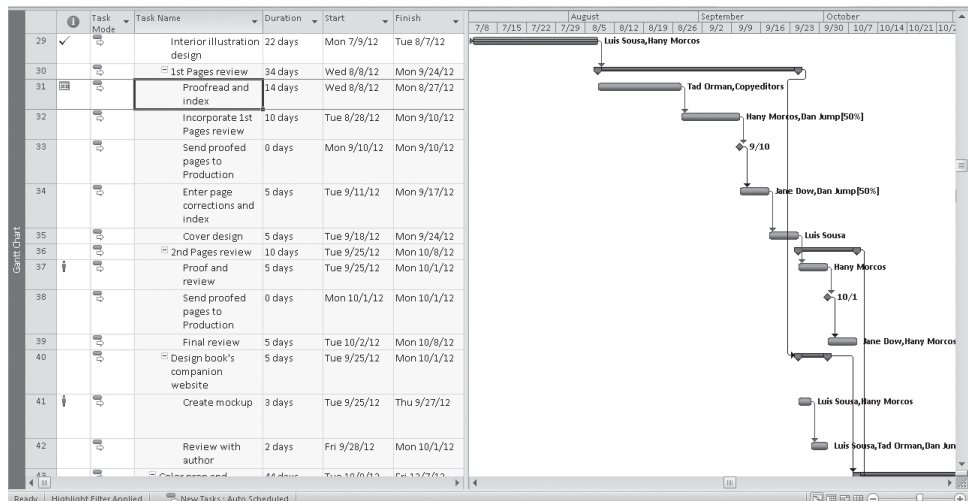 Task Mode Task Name Duration Start Finish
August September October
7/8 7/15 7/22 7/29 8/5 8/12 8/19 8/26 9/2 9/9 9/16 9/23 9/30 10/7 10/14 10/21 10/2
29 Interior illustration design 22 days Mon 7/9/12 Tue 8/7/12 Luis Sousa,Hany Morcos
30 1st Pages review 34 days Wed 8/8/12 Mon 9/24/12
31 Proofread and index 14 days Wed 8/8/12 Mon 8/27/12 Tad Orman,Copyeditors
32 Incorporate 1st Pages review 10 days Tue 8/28/12 Mon 9/10/12 Hany Morcos,Dan Jump[50%]
33 Send proofed pages to Production 0 days Mon 9/10/12 Mon 9/10/12 9/10
34 Enter page corrections and index 5 days Tue 9/11/12 Mon 9/17/12 Jane Dow,Dan Jump[50%]
35 Cover design 5 days Tue 9/18/12 Mon 9/24/12 Luis Sousa
36 2nd Pages review 10 days Tue 9/25/12 Mon 10/8/12
37 Proof and review 5 days Tue 9/25/12 Mon 10/1/12 Hany Morcos
38 Send proofed pages to Production 0 days Mon 10/1/12 Mon 10/1/12 10/1
39 Final review 5 days Tue 10/2/12 Mon 10/8/12 Jane Dow,Hany Morcos
40 Design book's companion website 5 days Tue 9/25/12 Mon 10/1/12
41 Create mockup 3 days Tue 9/25/12 Thu 9/27/12 Luis Sousa,Hany Morcos
42 Review with author 2 days Fri 9/28/12 Mon 10/1/12 Luis Sousa,Tad Orman,Dan Jun
Gantt Chart
Ready Highlight Filter Applied New Tasks : Auto Scheduled